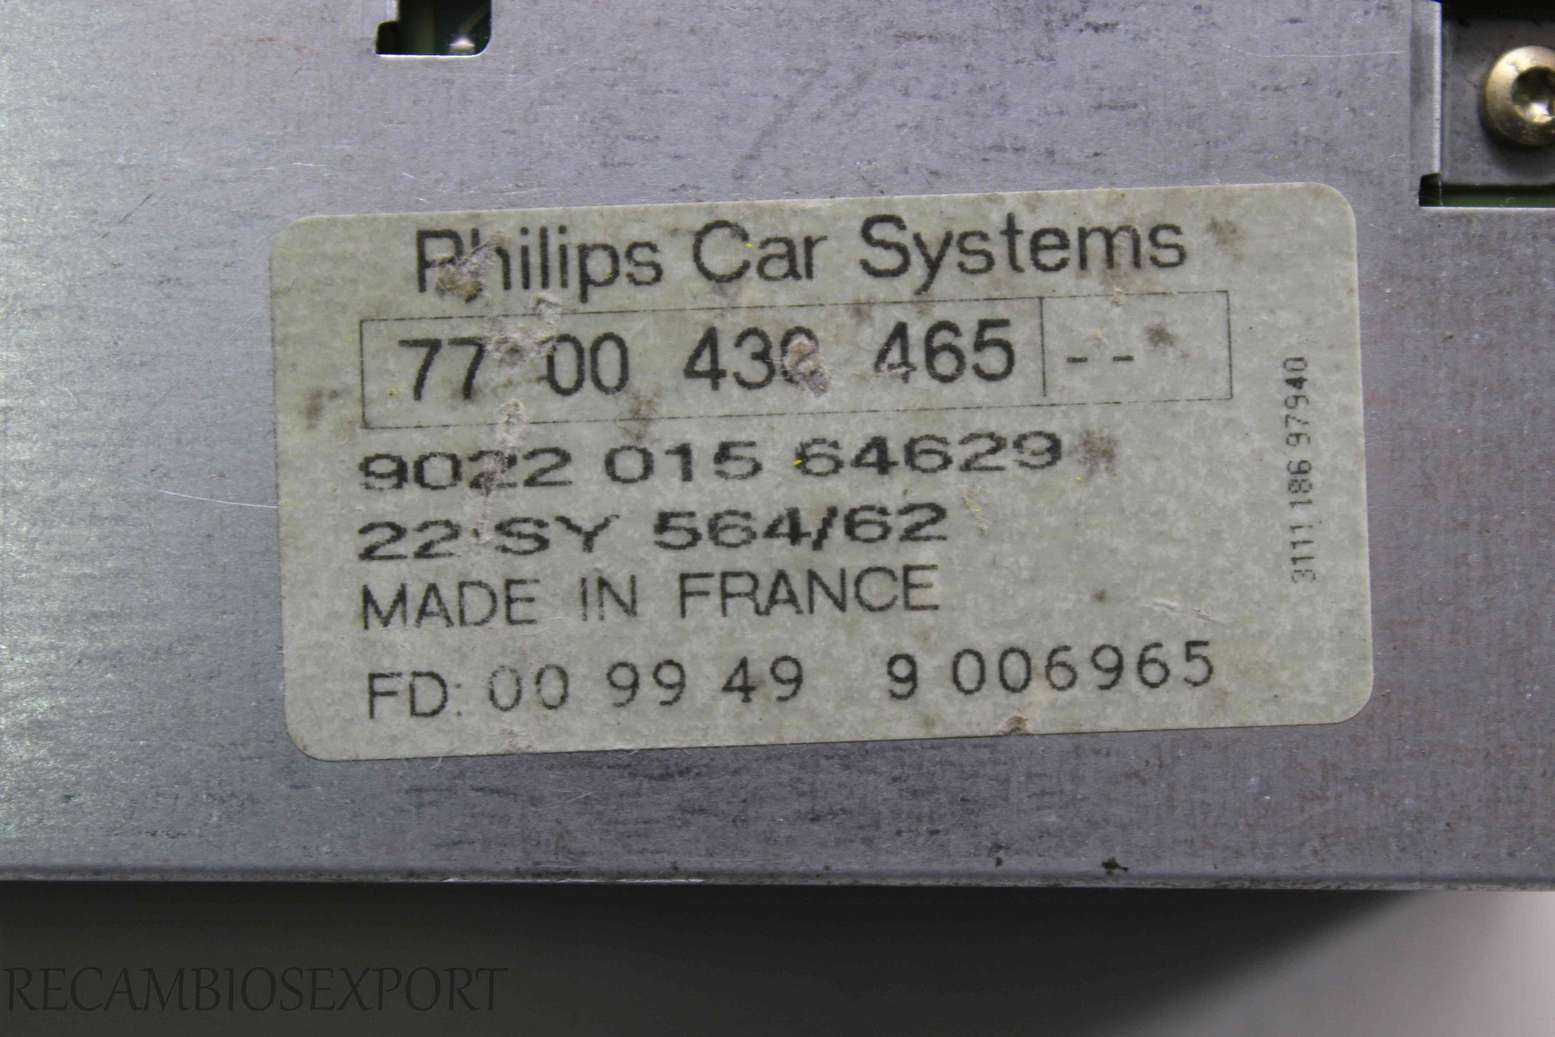 Philips Car Systems
77 00 430 465 --
9022 015 64629
22 SY 564/62
MADE IN FRANCE
FD: 00 99 49 9 006965
3111 186 97940
RECAMBIOSEXPORT